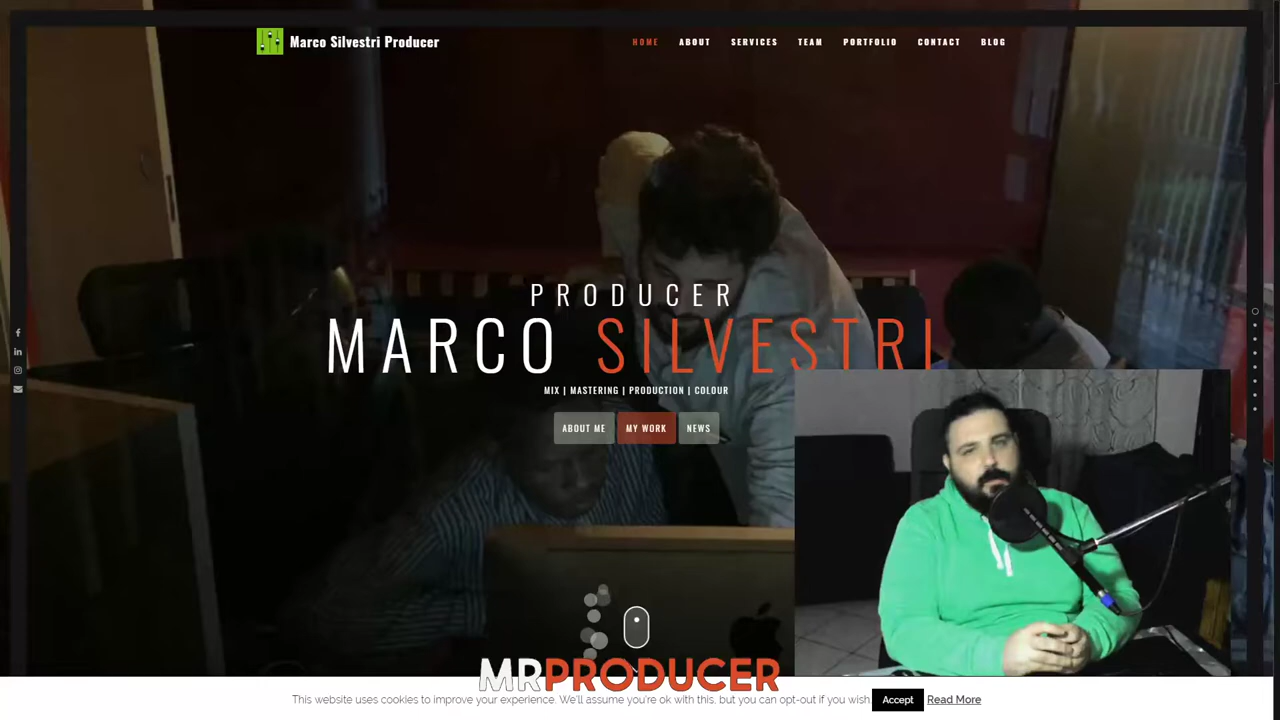 Marco Silvestri Producer
HOME ABOUT SERVICES TEAM PORTFOLIO CONTACT BLOG
PRODUCER
MARCO SILVESTRI
MIX | MASTERING | PRODUCTION | COLOUR
ABOUT ME MY WORK NEWS
MRPRODUCER
This website uses cookies to improve your experience. We'll assume you're ok with this, but you can opt-out if you wish. Accept Read More